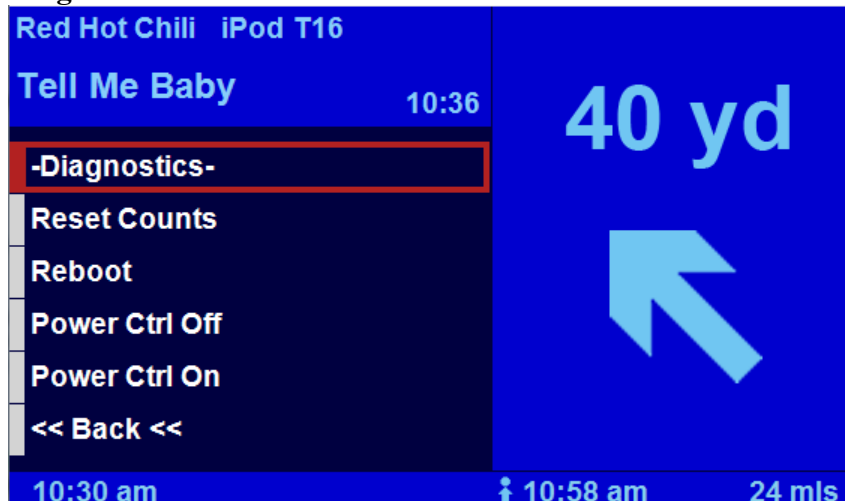 Red Hot Chili iPod T16
Tell Me Baby
10:36
40 yd
-Diagnostics-
Reset Counts
Reboot
Power Ctrl Off
Power Ctrl On
<< Back <<
10:30 am
10:58 am
24 mls